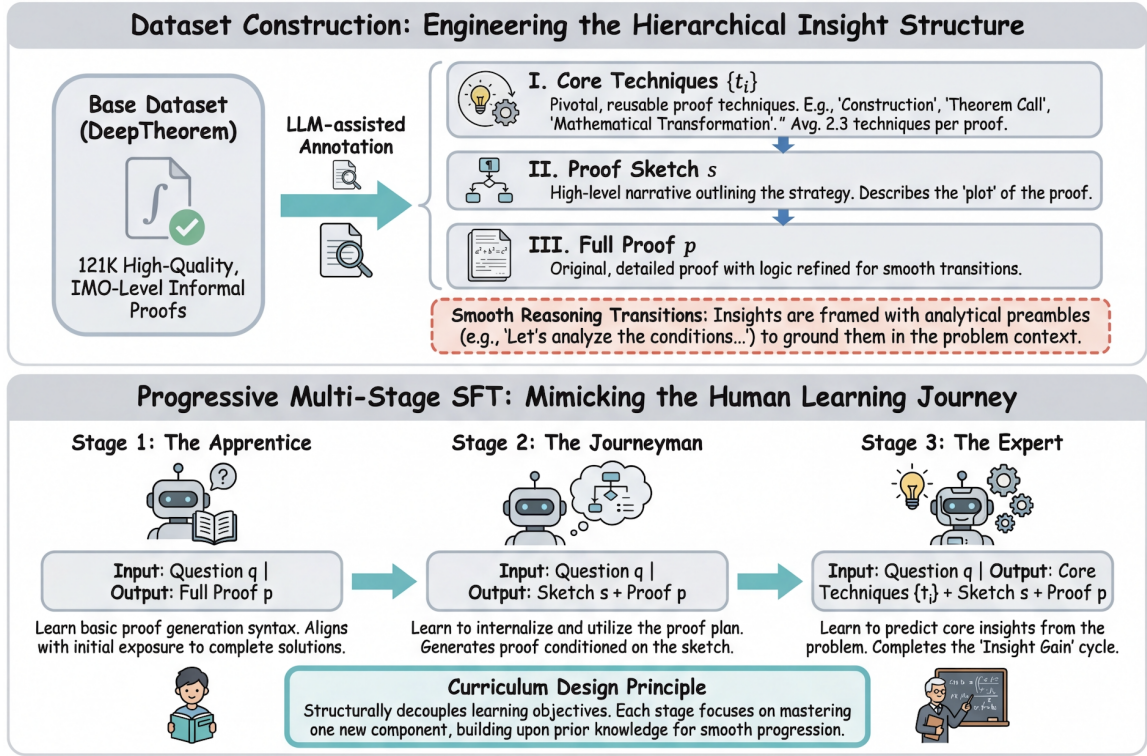 Dataset Construction: Engineering the Hierarchical Insight Structure
Base Dataset
(DeepTheorem)
∫
121K High-Quality,
IMO-Level Informal
Proofs
LLM-assisted
Annotation
I. Core Techniques {tᵢ}
Pivotal, reusable proof techniques. E.g., 'Construction', 'Theorem Call',
'Mathematical Transformation'." Avg. 2.3 techniques per proof.
¶
II. Proof Sketch s
High-level narrative outlining the strategy. Describes the 'plot' of the proof.
III. Full Proof p
Original, detailed proof with logic refined for smooth transitions.
Smooth Reasoning Transitions: Insights are framed with analytical preambles
(e.g., 'Let's analyze the conditions...') to ground them in the problem context.
Progressive Multi-Stage SFT: Mimicking the Human Learning Journey
Stage 1: The Apprentice
?
Input: Question q |
Output: Full Proof p
Learn basic proof generation syntax. Aligns
with initial exposure to complete solutions.
Stage 2: The Journeyman
Input: Question q |
Output: Sketch s + Proof p
Learn to internalize and utilize the proof plan.
Generates proof conditioned on the sketch.
Stage 3: The Expert
Input: Question q | Output: Core
Techniques {tᵢ} + Sketch s + Proof p
Learn to predict core insights from the
problem. Completes the 'Insight Gain' cycle.
Curriculum Design Principle
Structurally decouples learning objectives. Each stage focuses on mastering
one new component, building upon prior knowledge for smooth progression.